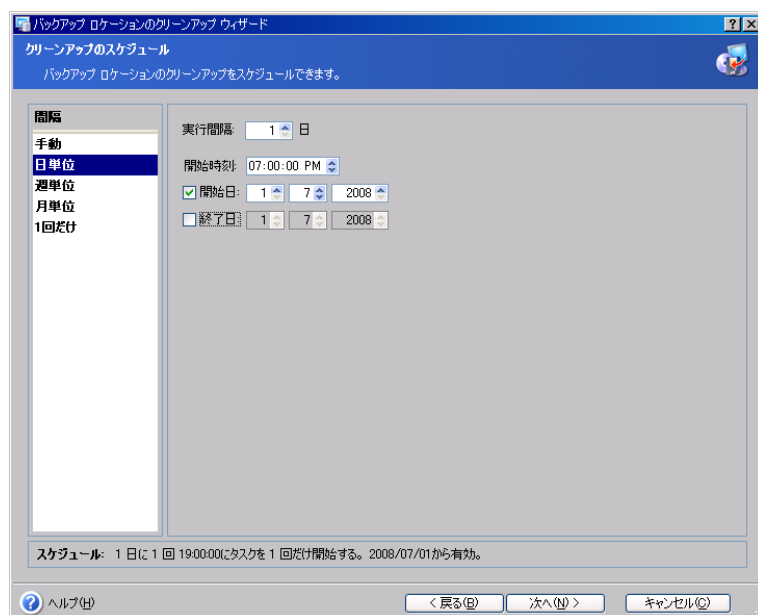 バックアップ ロケーションのクリーンアップ ウィザード
クリーンアップのスケジュール
バックアップ ロケーションのクリーンアップをスケジュールできます。
間隔
手動
日単位
週単位
月単位
1回だけ
実行間隔: 1 日
開始時刻: 07:00:00 PM
開始日: 1 7 2008
終了日: 1 7 2008
スケジュール: 1 日に 1 回 19:00:00にタスクを 1 回だけ開始する。2008/07/01から有効。
ヘルプ(H)
< 戻る(B) 次へ(N) > キャンセル(C)